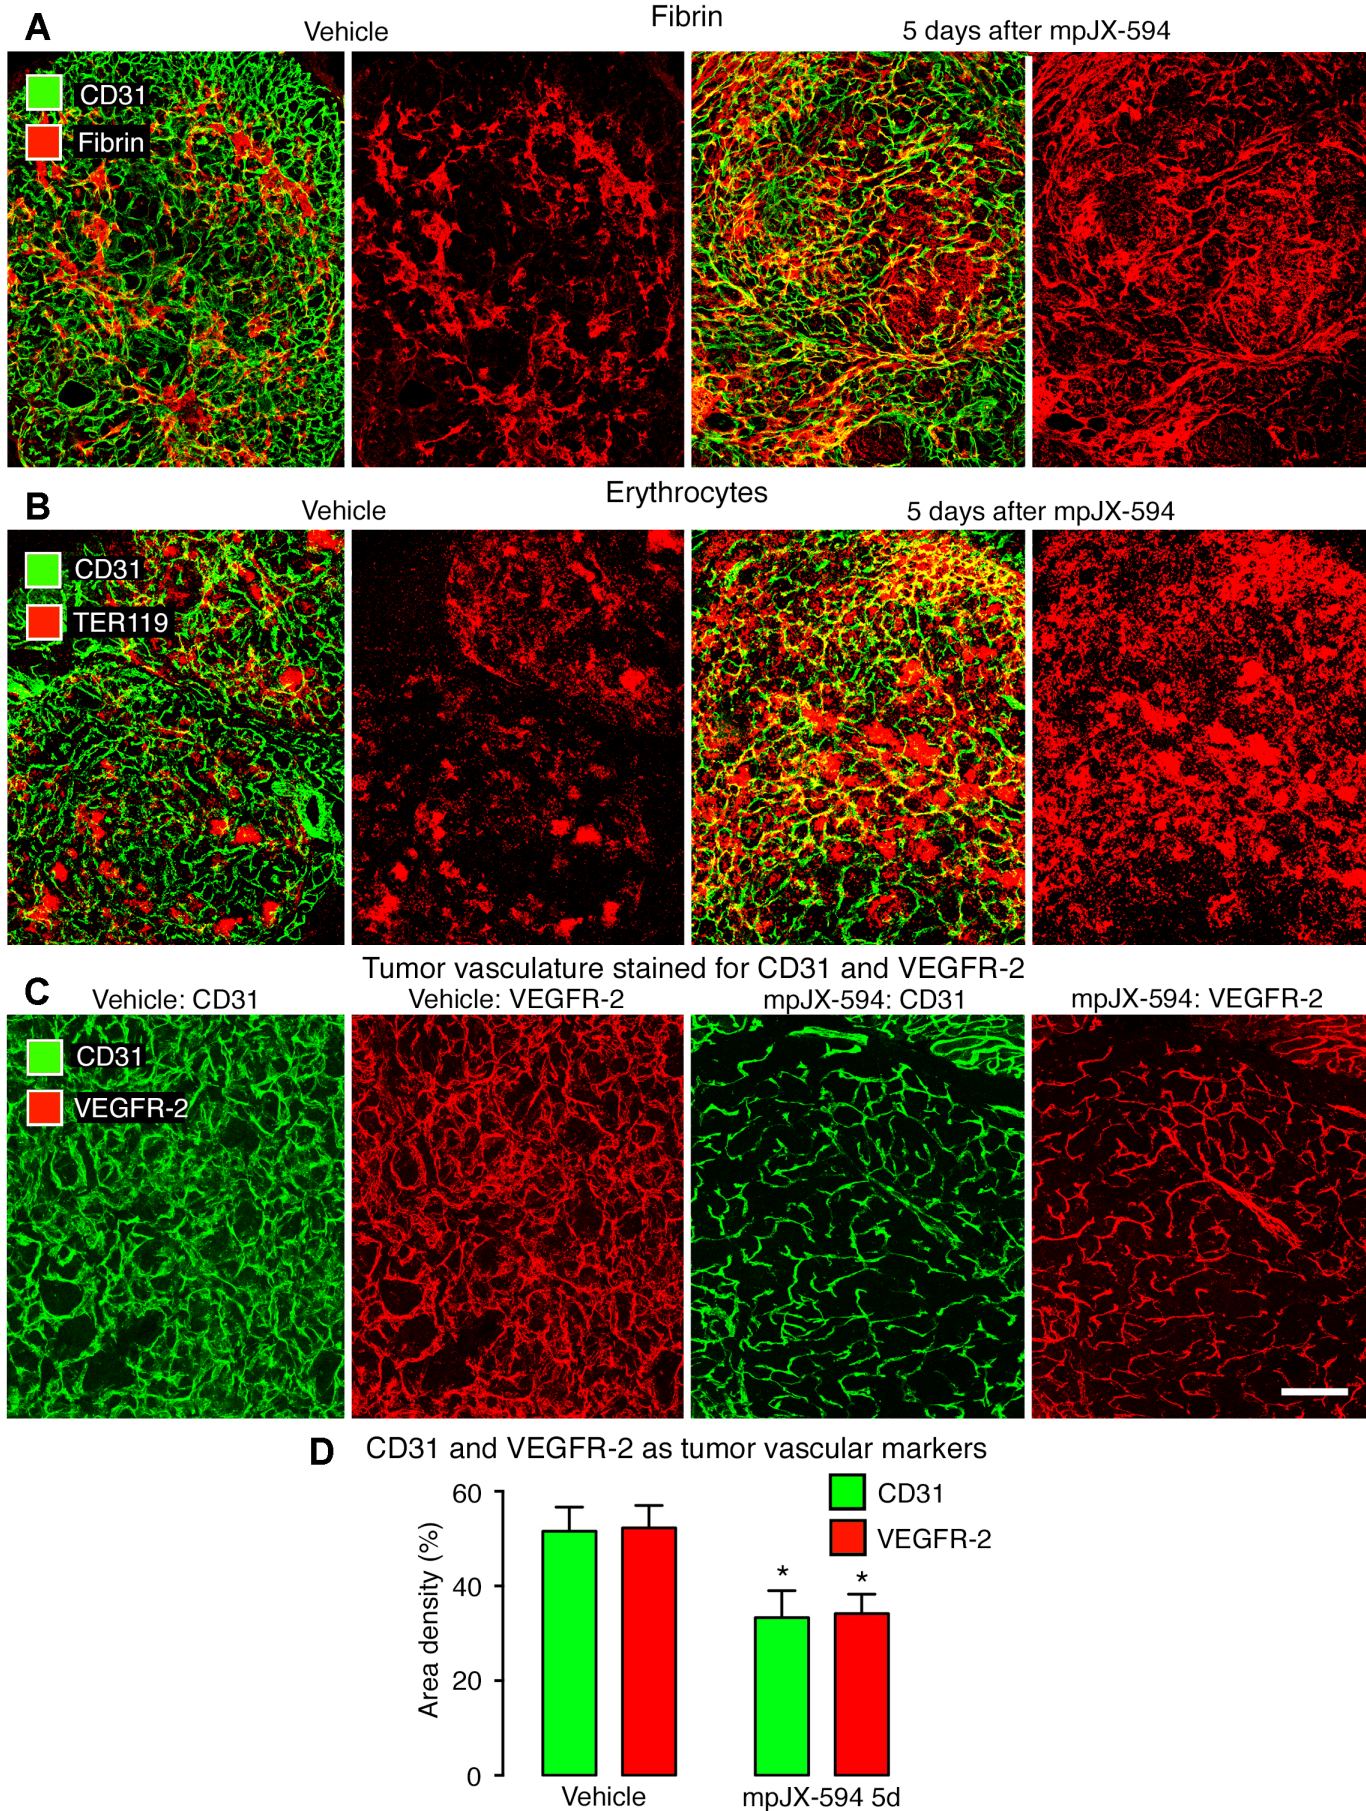 A
Fibrin
Vehicle
5 days after mpJX-594
CD31
Fibrin
B
Erythrocytes
Vehicle
5 days after mpJX-594
CD31
TER119
C
Tumor vasculature stained for CD31 and VEGFR-2
Vehicle: CD31
Vehicle: VEGFR-2
mpJX-594: CD31
mpJX-594: VEGFR-2
CD31
VEGFR-2
D
CD31 and VEGFR-2 as tumor vascular markers
CD31
VEGFR-2
Area density (%)
60
40
20
0
*
*
Vehicle
mpJX-594 5d